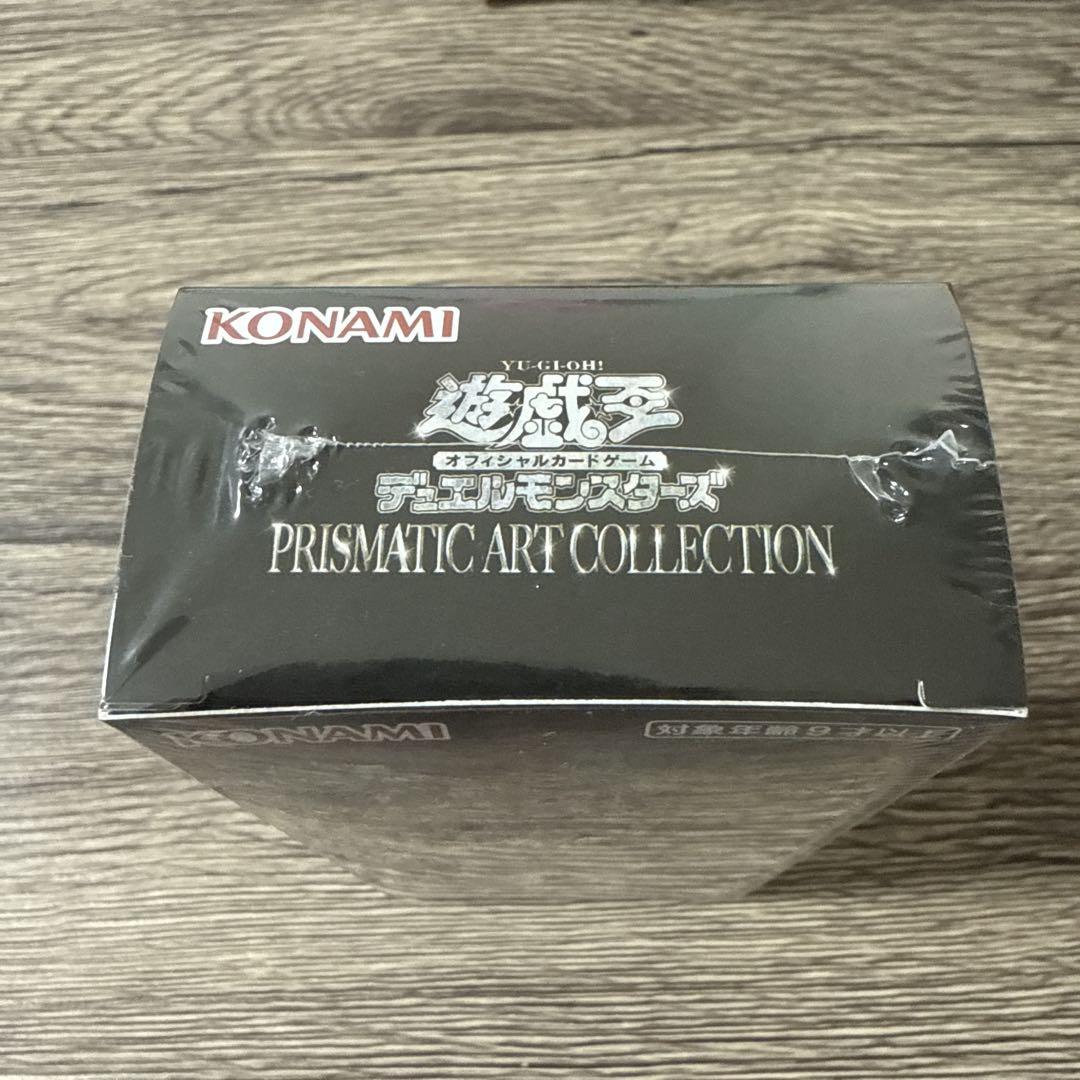 KONAMI
YU-GI-OH!
遊戯王
オフィシャルカードゲーム
デュエルモンスターズ
PRISMATIC ART COLLECTION
KONAMI
対象年齢9才以上